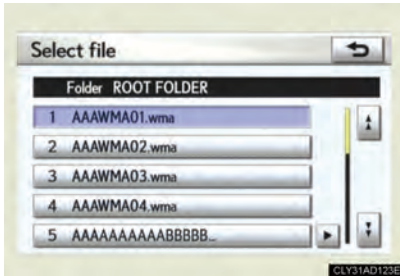 Select file
Folder ROOT FOLDER
1 AAAWMA01.wma
2 AAAWMA02.wma
3 AAAWMA03.wma
4 AAAWMA04.wma
5 AAAAAAAAAABBBBB...
CLY31AD123E